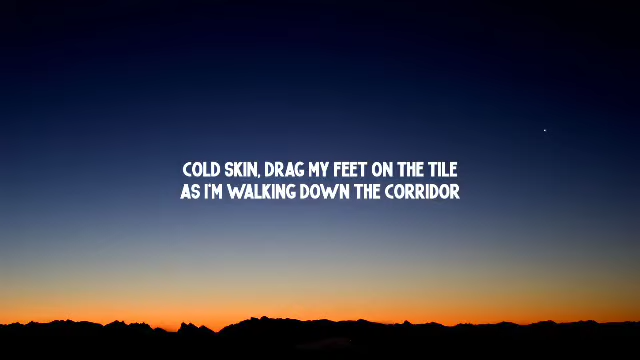 COLD SKIN, DRAG MY FEET ON THE TILE
AS I'M WALKING DOWN THE CORRIDOR